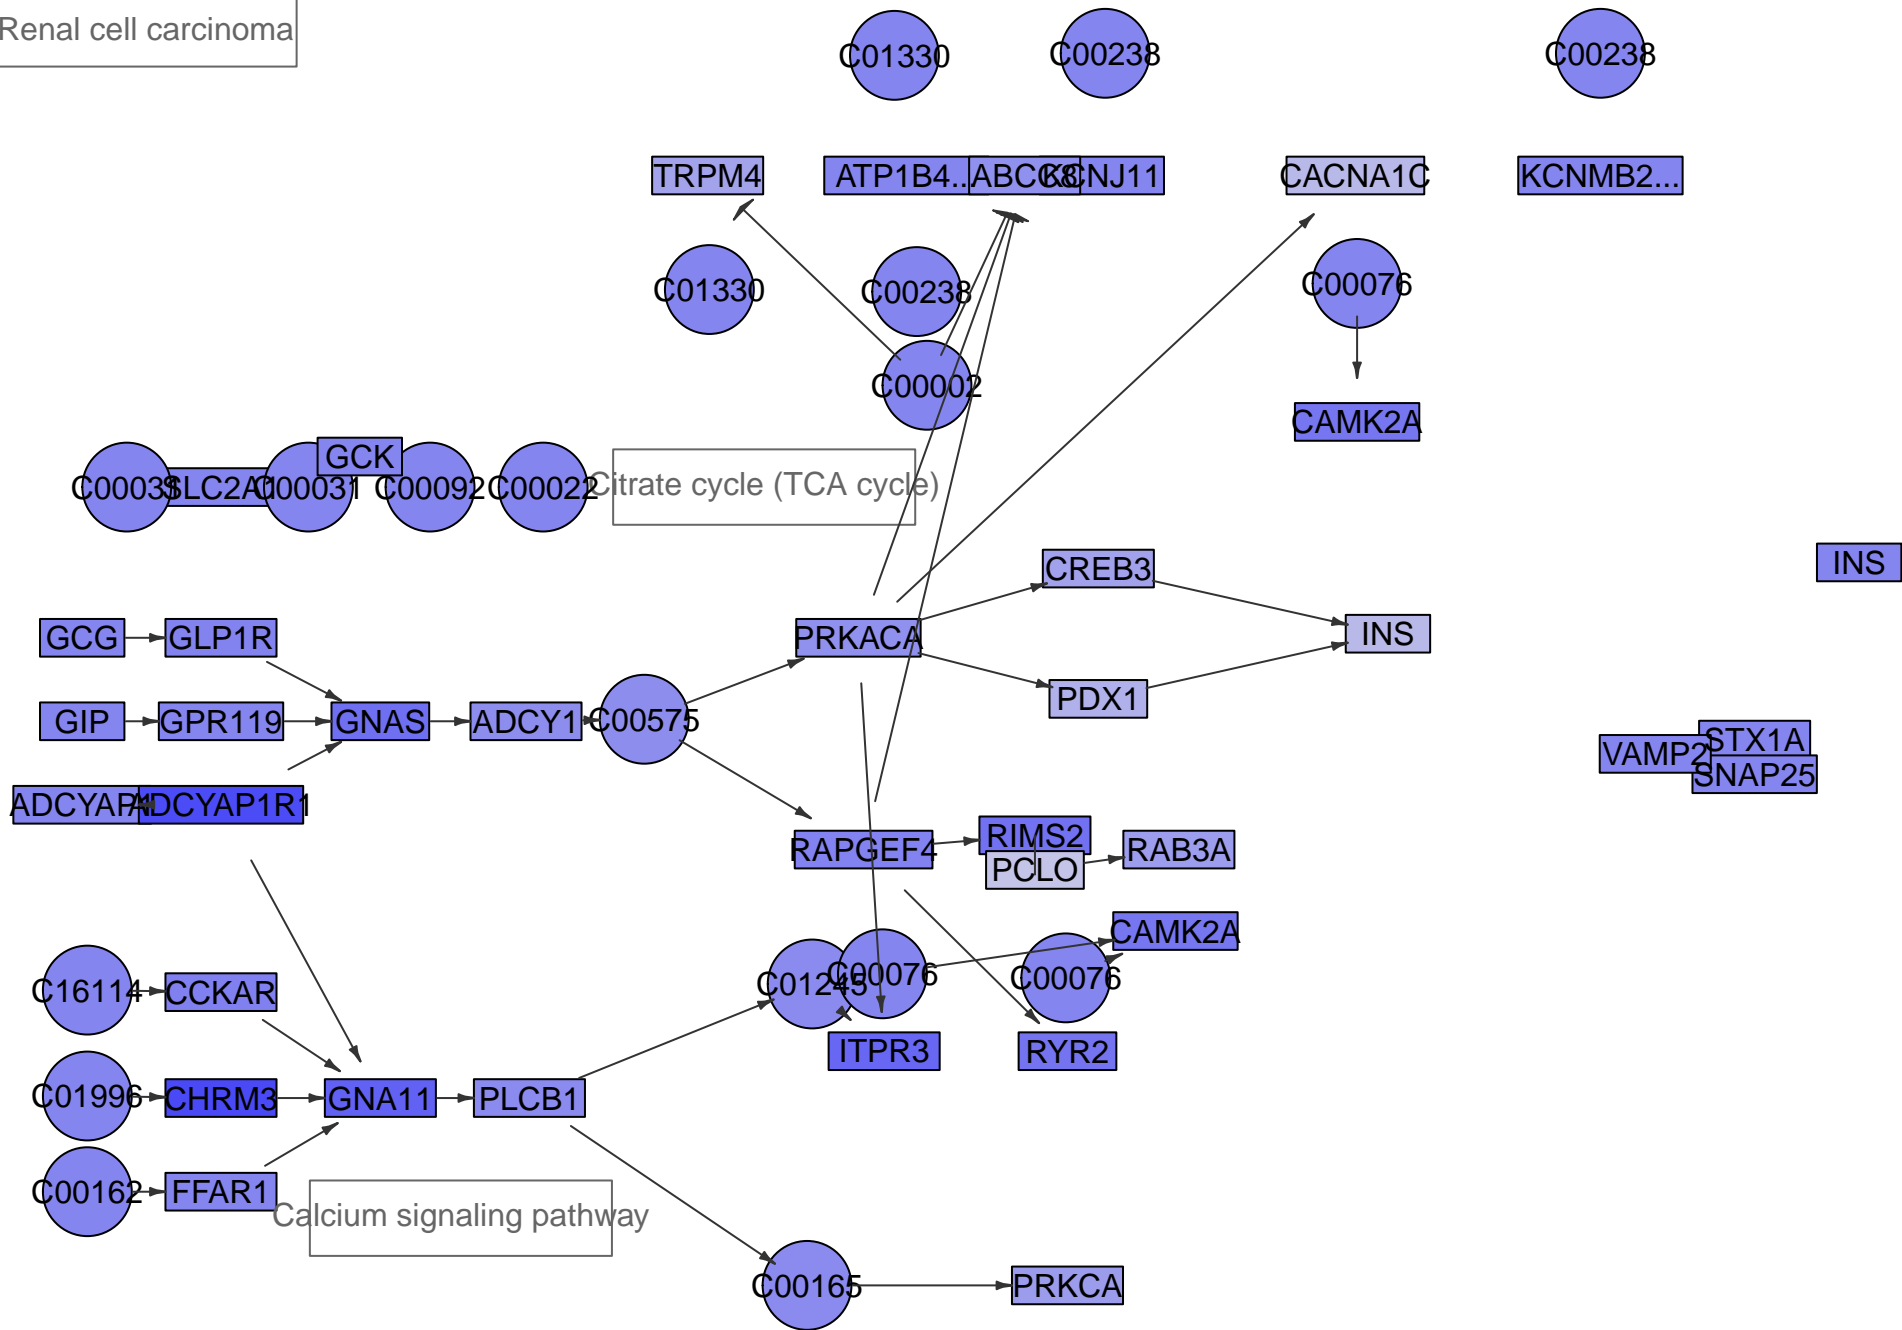 Renal cell carcinoma
C01330
C00238
C00238
TRPM4
ATP1B4...
ABCC8
KCNJ11
CACNA1C
KCNMB2...
C01330
C00238
C00076
C00002
CAMK2A
GCK
C00031
SLC2A1
C00031
C00092
C00022
Citrate cycle (TCA cycle)
CREB3
INS
GCG
GLP1R
PRKACA
INS
PDX1
GIP
GPR119
GNAS
ADCY1
C00575
STX1A
VAMP2
SNAP25
ADCYAP1
ADCYAP1R1
RIMS2
RAPGEF4
RAB3A
PCLO
CAMK2A
C16114
CCKAR
C01245
C00076
C00076
ITPR3
RYR2
C01996
CHRM3
GNA11
PLCB1
C00162
FFAR1
Calcium signaling pathway
C00165
PRKCA